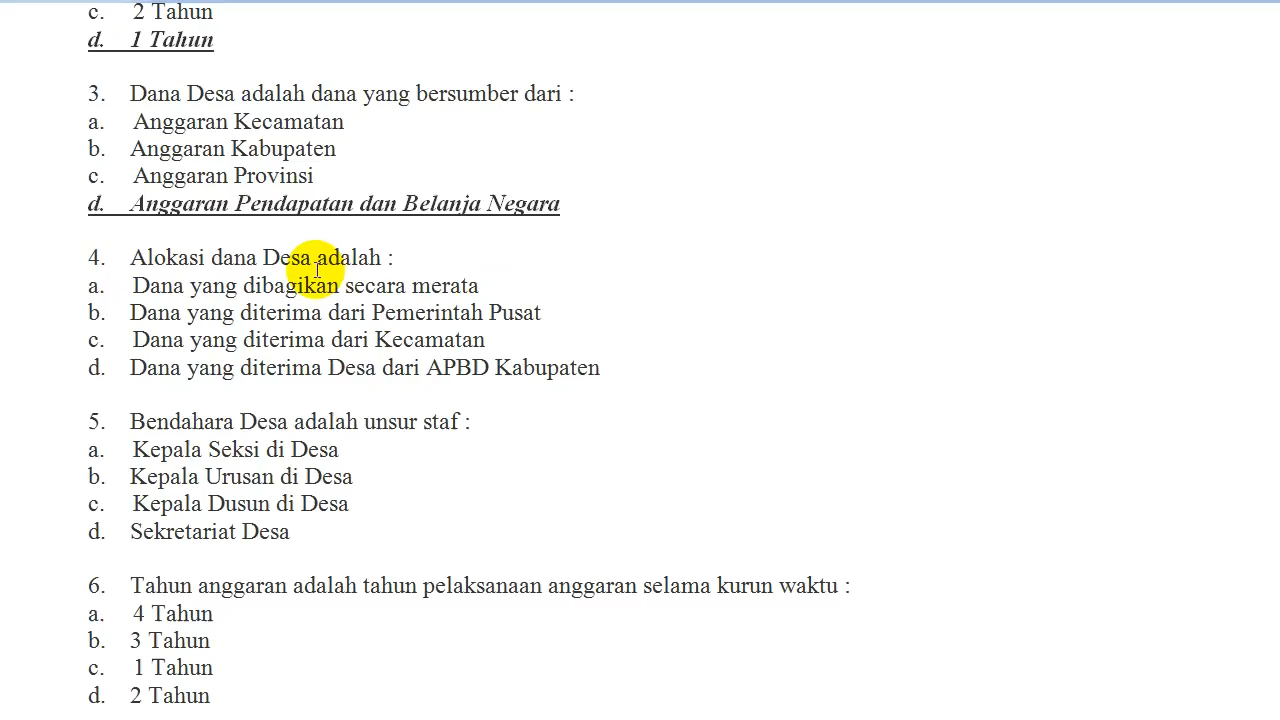 c. 2 Tahun
d. 1 Tahun
3. Dana Desa adalah dana yang bersumber dari :
a. Anggaran Kecamatan
b. Anggaran Kabupaten
c. Anggaran Provinsi
d. Anggaran Pendapatan dan Belanja Negara
4. Alokasi dana Desa adalah :
a. Dana yang dibagikan secara merata
b. Dana yang diterima dari Pemerintah Pusat
c. Dana yang diterima dari Kecamatan
d. Dana yang diterima Desa dari APBD Kabupaten
5. Bendahara Desa adalah unsur staf :
a. Kepala Seksi di Desa
b. Kepala Urusan di Desa
c. Kepala Dusun di Desa
d. Sekretariat Desa
6. Tahun anggaran adalah tahun pelaksanaan anggaran selama kurun waktu :
a. 4 Tahun
b. 3 Tahun
c. 1 Tahun
d. 2 Tahun